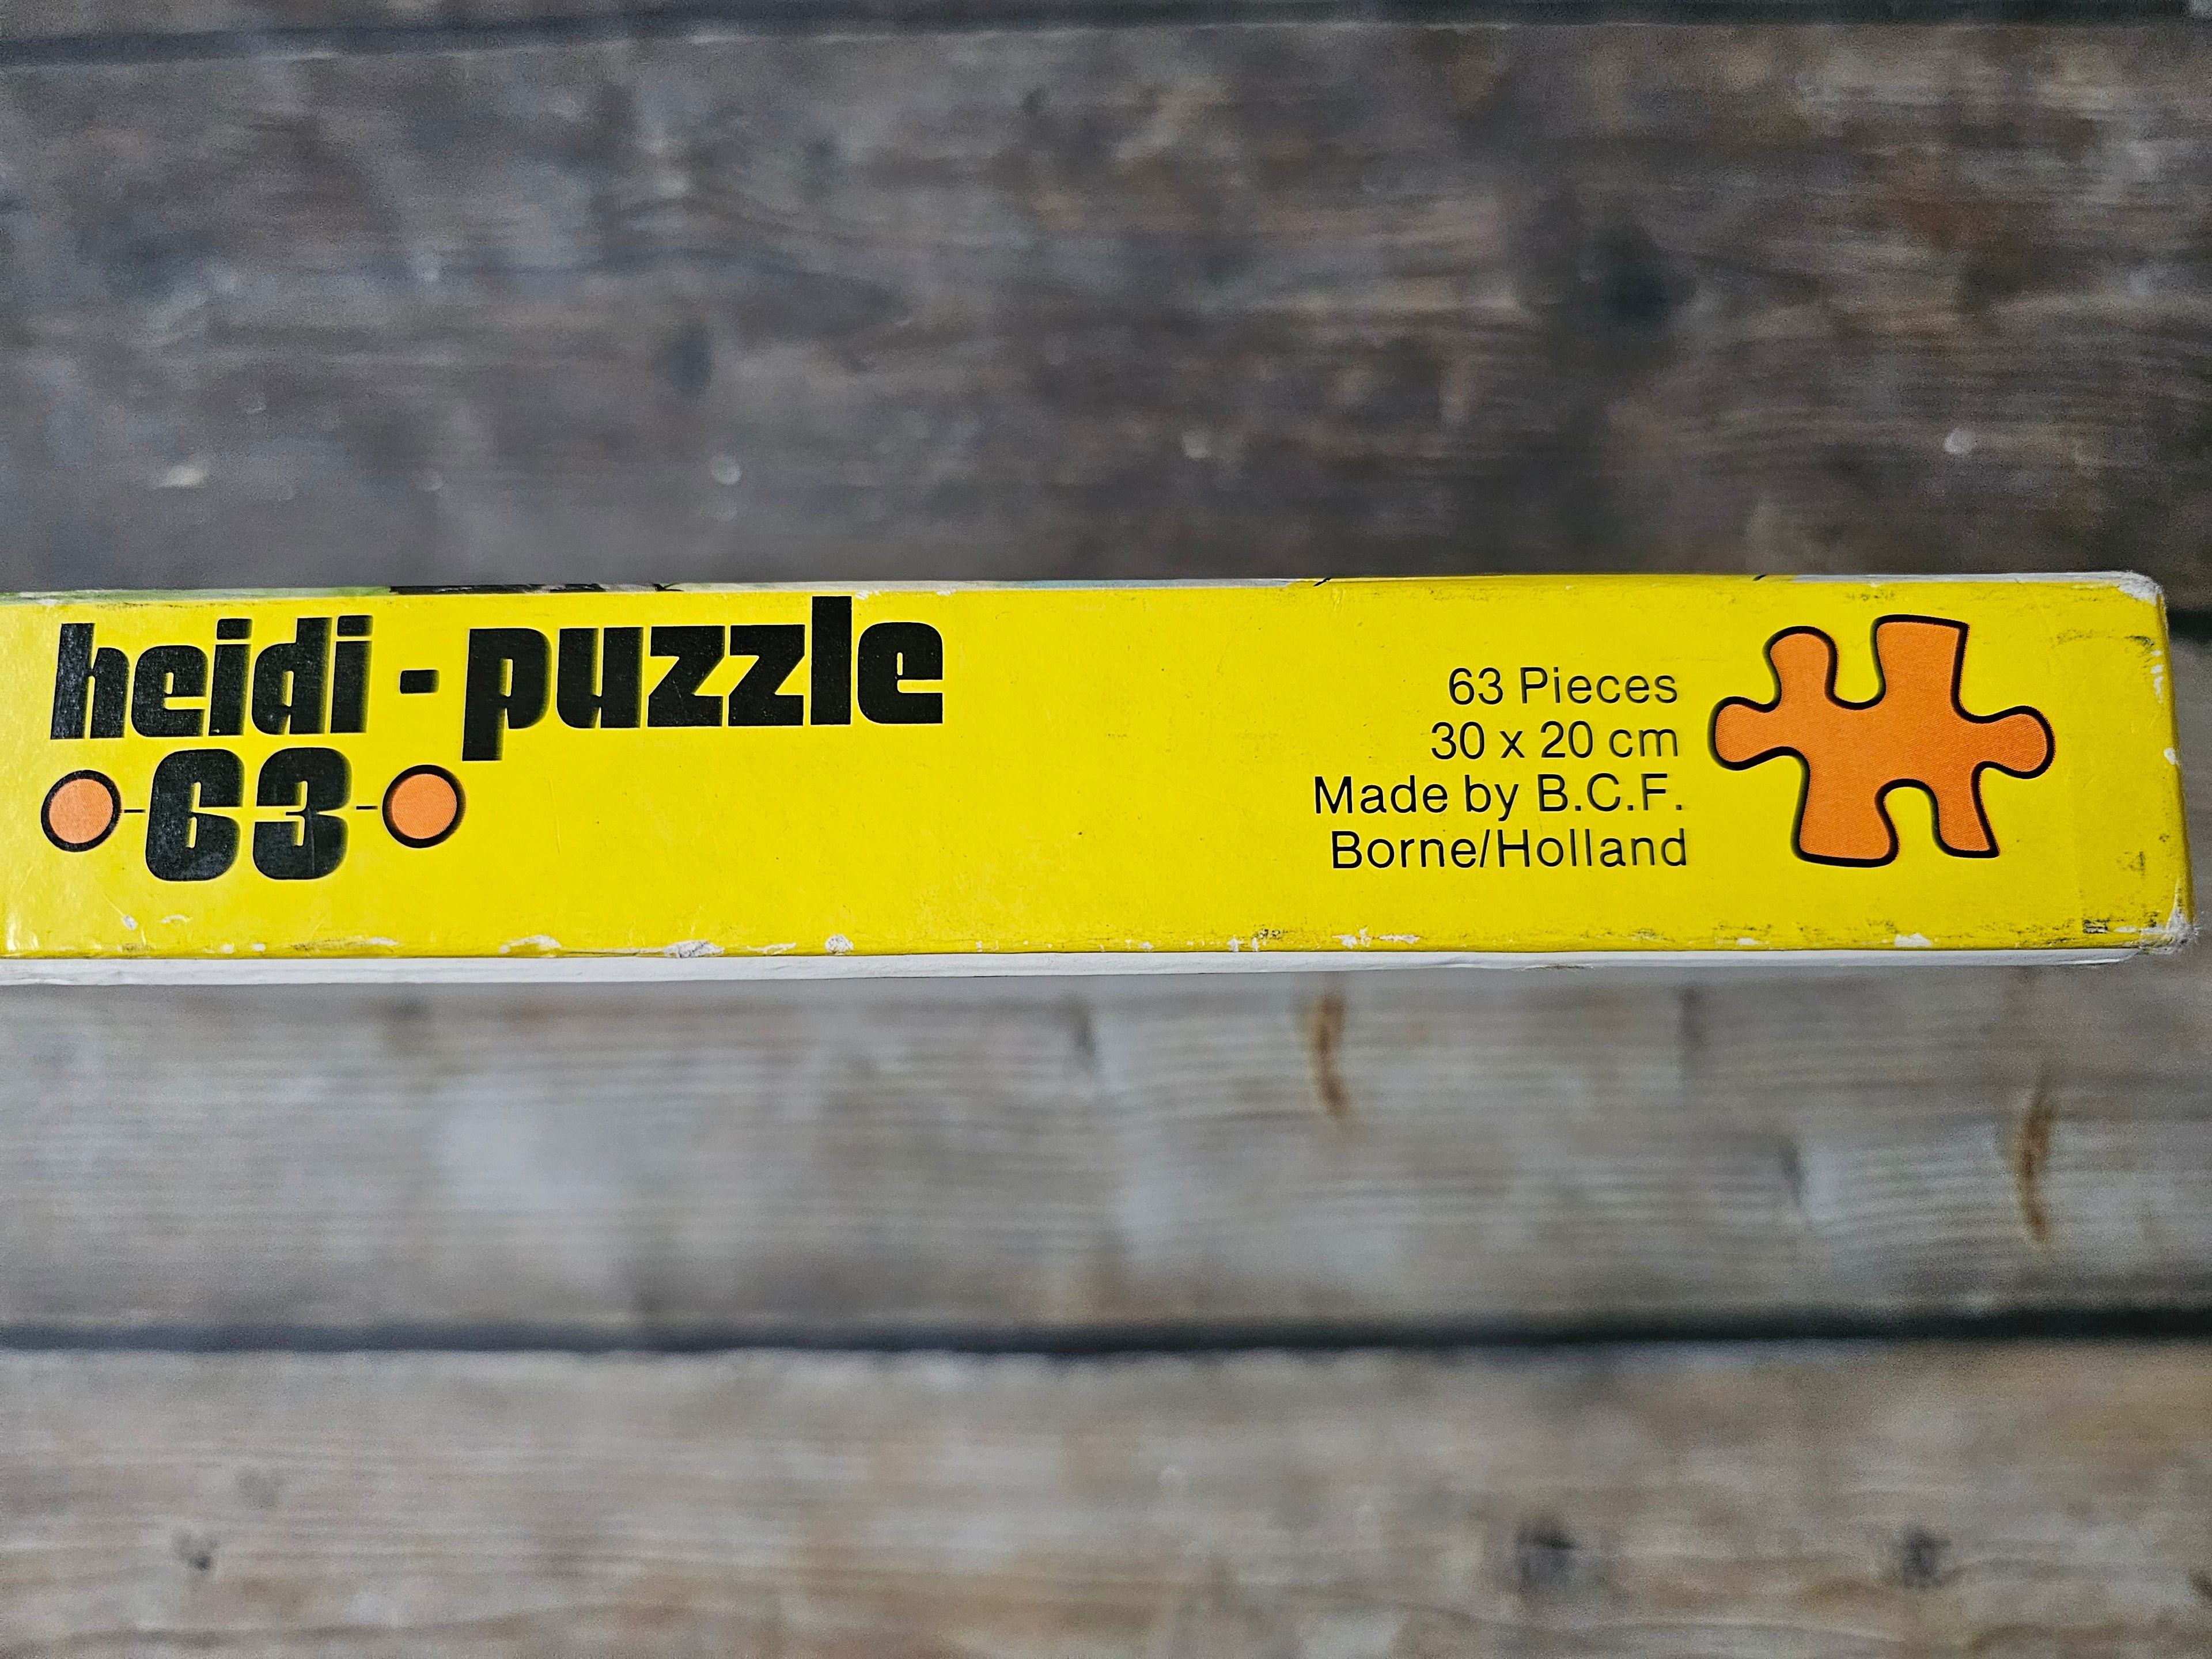 heidi - puzzle
63
63 Pieces
30 x 20 cm
Made by B.C.F.
Borne/Holland